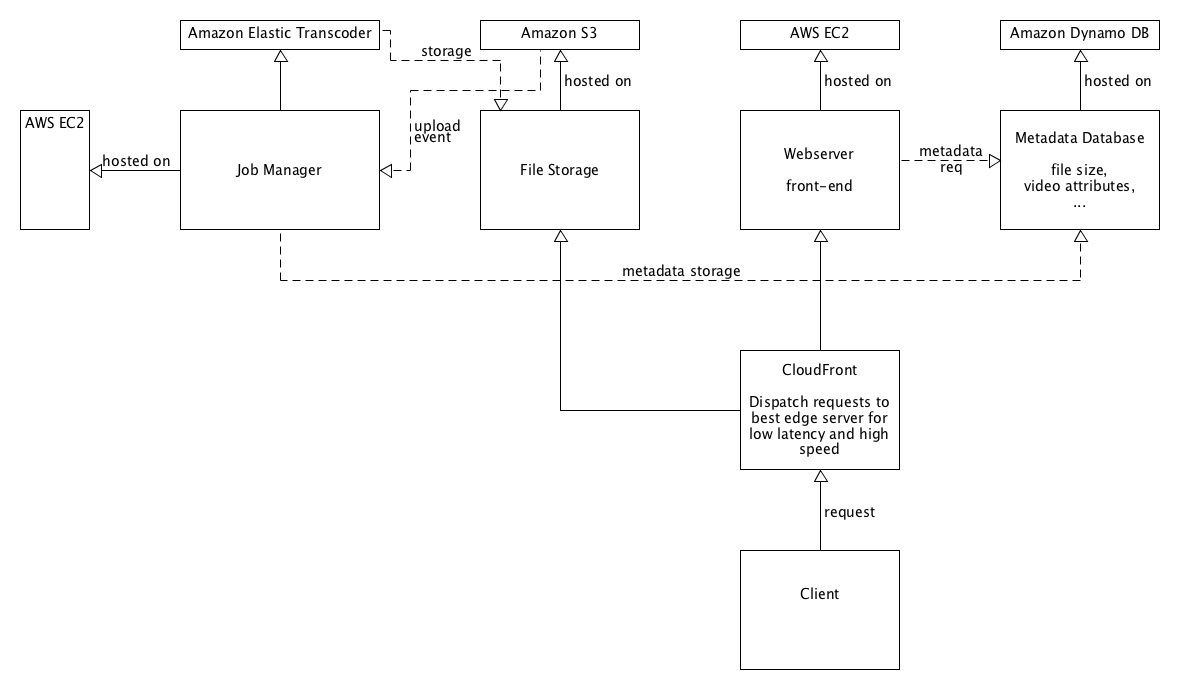 Amazon Elastic Transcoder
Amazon S3
AWS EC2
Amazon Dynamo DB
storage
hosted on
hosted on
hosted on
AWS EC2
upload
event
hosted on
Job Manager
File Storage
Webserver
front-end
metadata
req
Metadata Database
file size,
video attributes,
...
metadata storage
CloudFront
Dispatch requests to
best edge server for
low latency and high
speed
request
Client